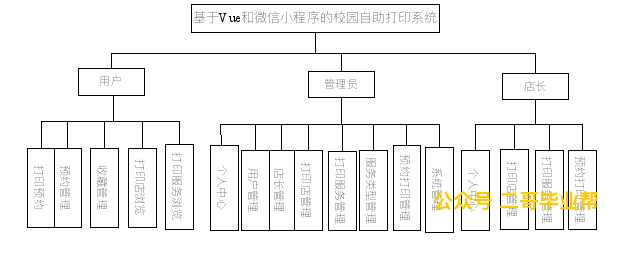 基于Vue和微信小程序的校园自助打印系统
用户
管理员
店长
打印预约
预约管理
收藏管理
打印店浏览
打印服务浏览
个人中心
用户管理
店长管理
打印店管理
打印服务管理
服务类型管理
预约打印管理
系统管理
个人中心
打印店管理
打印服务管理
预约打印管理
公众号 二哥毕业帮